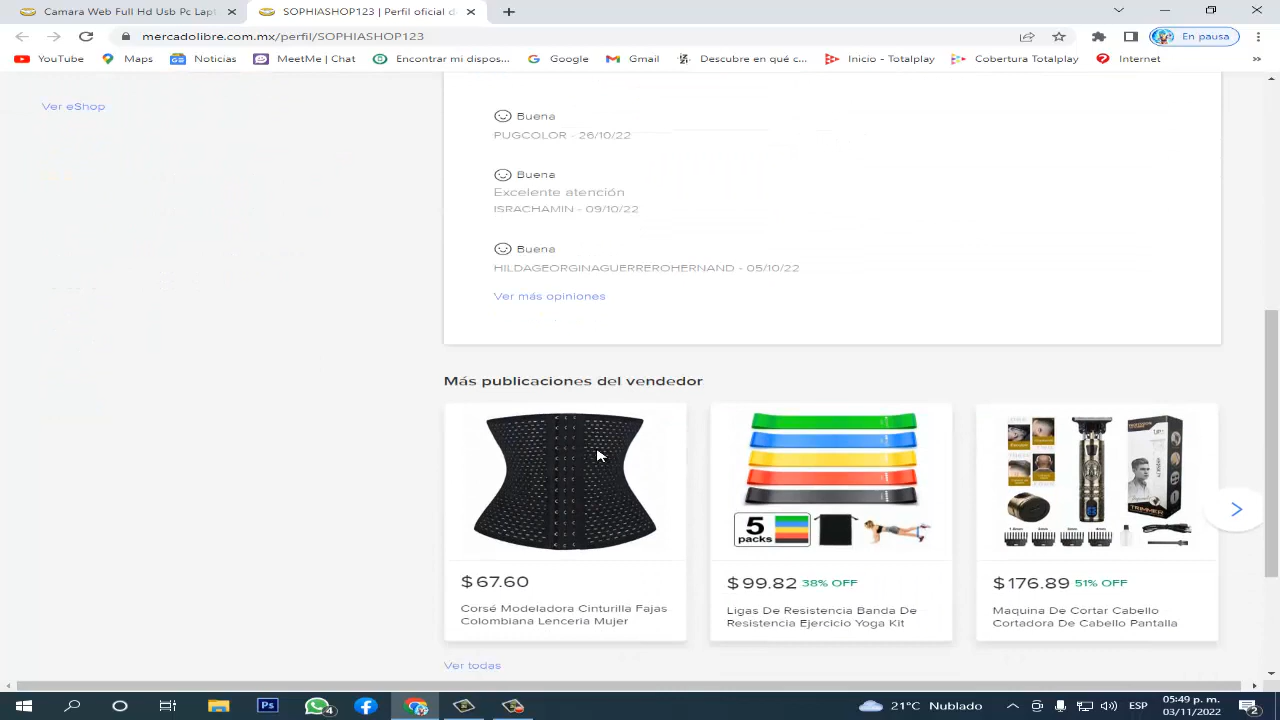 Camara Web Full Hd Usb Pc Lapt
SOPHIASHOP123 | Perfil oficial d
mercadolibre.com.mx/perfil/SOPHIASHOP123
En pausa
YouTube
Maps
Noticias
MeetMe | Chat
Encontrar mi dispos...
Google
Gmail
Descubre en qué c...
Inicio - Totalplay
Cobertura Totalplay
Internet
»
Ver eShop
Buena
PUGCOLOR - 26/10/22
Buena
Excelente atención
ISRACHAMIN - 09/10/22
Buena
HILDAGEORGINAGUERREROHERNAND - 05/10/22
Ver más opiniones
Más publicaciones del vendedor
5
packs
TRIMMER
$ 67.60
Corsé Modeladora Cinturilla Fajas
Colombiana Lenceria Mujer
$ 99.82 38% OFF
Ligas De Resistencia Banda De
Resistencia Ejercicio Yoga Kit
$ 176.89 51% OFF
Maquina De Cortar Cabello
Cortadora De Cabello Pantalla
Ver todas
Ps
4
21°C Nublado
ESP
05:49 p. m.
03/11/2022
2